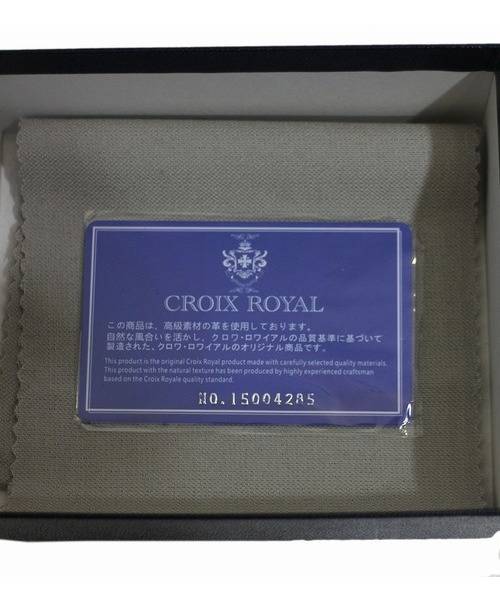 CROIX ROYAL
この商品は、高級素材の革を使用しております。
自然な風合いを活かし、クロワ・ロワイアルの品質基準に基づいて
製造された、クロワ・ロワイアルのオリジナル商品です。
This product is the original Croix Royal product made with carefully selected quality materials.
This product with the natural texture has been produced by highly experienced craftsman
based on the Croix Royale quality standard.
NO.15004285